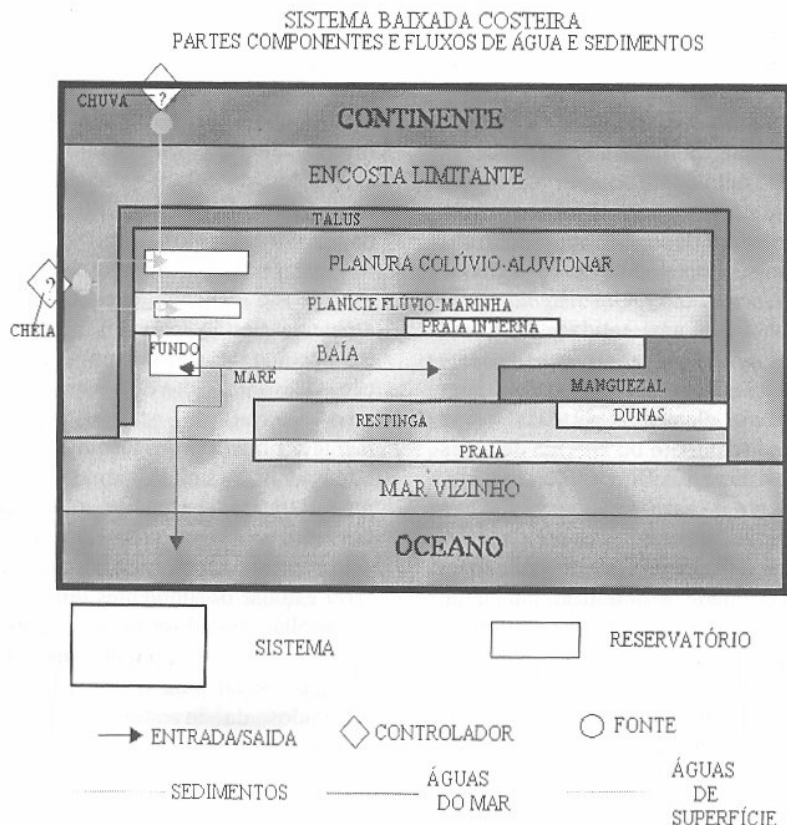 SISTEMA BAIXADA COSTEIRA
PARTES COMPONENTES E FLUXOS DE ÁGUA E SEDIMENTOS
CHUVA
?
CONTINENTE
ENCOSTA LIMITANTE
TALUS
PLANURA COLÚVIO-ALUVIONAR
?
CHEIA
PLANÍCIE FLÚVIO-MARINHA
PRAIA INTERNA
FUNDO
BAÍA
MARÉ
MANGUEZAL
RESTINGA
DUNAS
PRAIA
MAR VIZINHO
OCEANO
SISTEMA
RESERVATÓRIO
ENTRADA/SAIDA
CONTROLADOR
FONTE
SEDIMENTOS
ÁGUAS
DO MAR
ÁGUAS
DE
SUPERFÍCIE